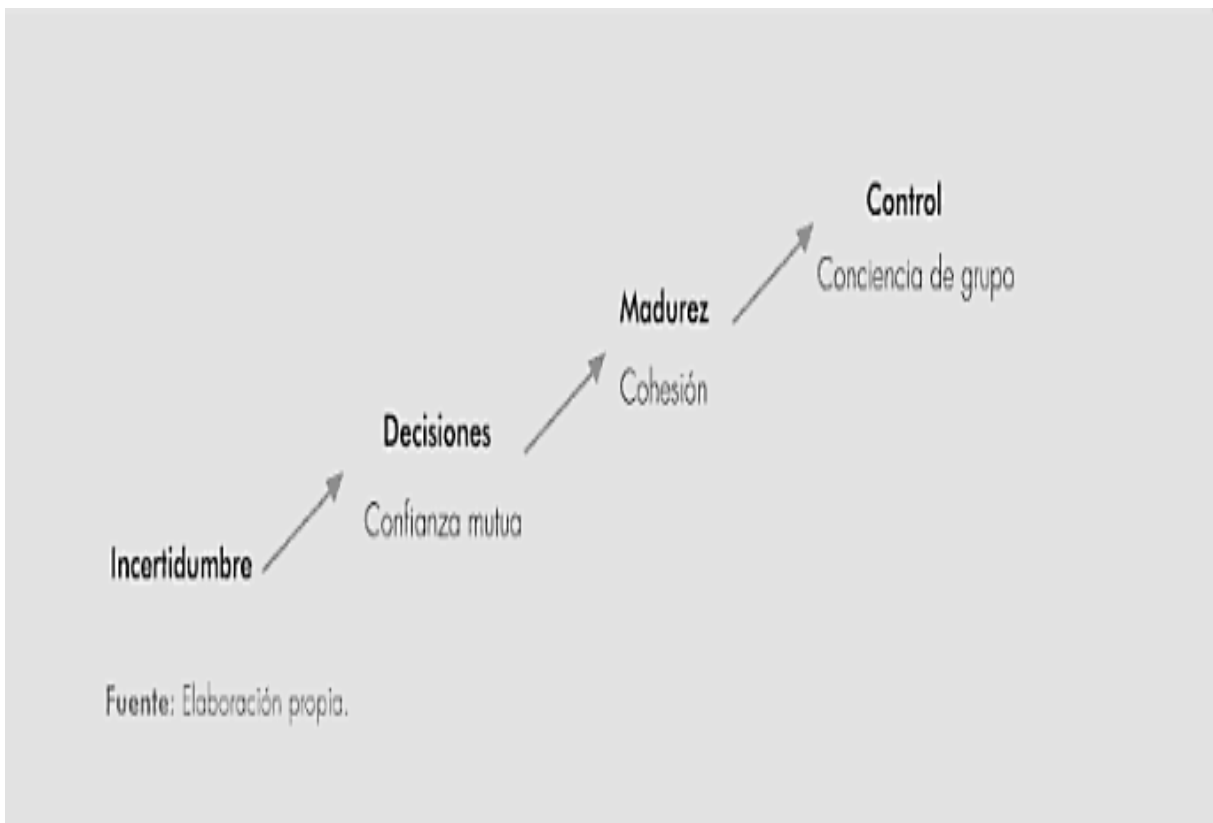 Control
Conciencia de grupo
Madurez
Cohesión
Decisiones
Confianza mutua
Incertidumbre
Fuente: Elaboración propia.